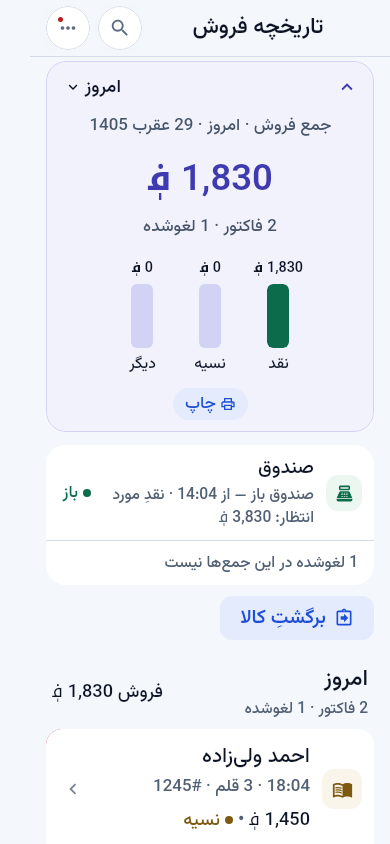 تاریخچه فروش
امروز
جمع فروش · امروز · 29 عقرب 1405
1,830 ؋
2 فاکتور · 1 لغوشده
1,830 ؋
0 ؋
0 ؋
نقد
نسیه
دیگر
چاپ
صندوق
صندوق باز — از 14:04 · نقدِ مورد
انتظار: 3,830 ؋
باز
1 لغوشده در این جمع‌ها نیست
برگشتِ کالا
امروز
2 فاکتور · 1 لغوشده
فروش 1,830 ؋
احمد ولی‌زاده
18:04 · 3 قلم · #1245
1,450 ؋ • نسیه